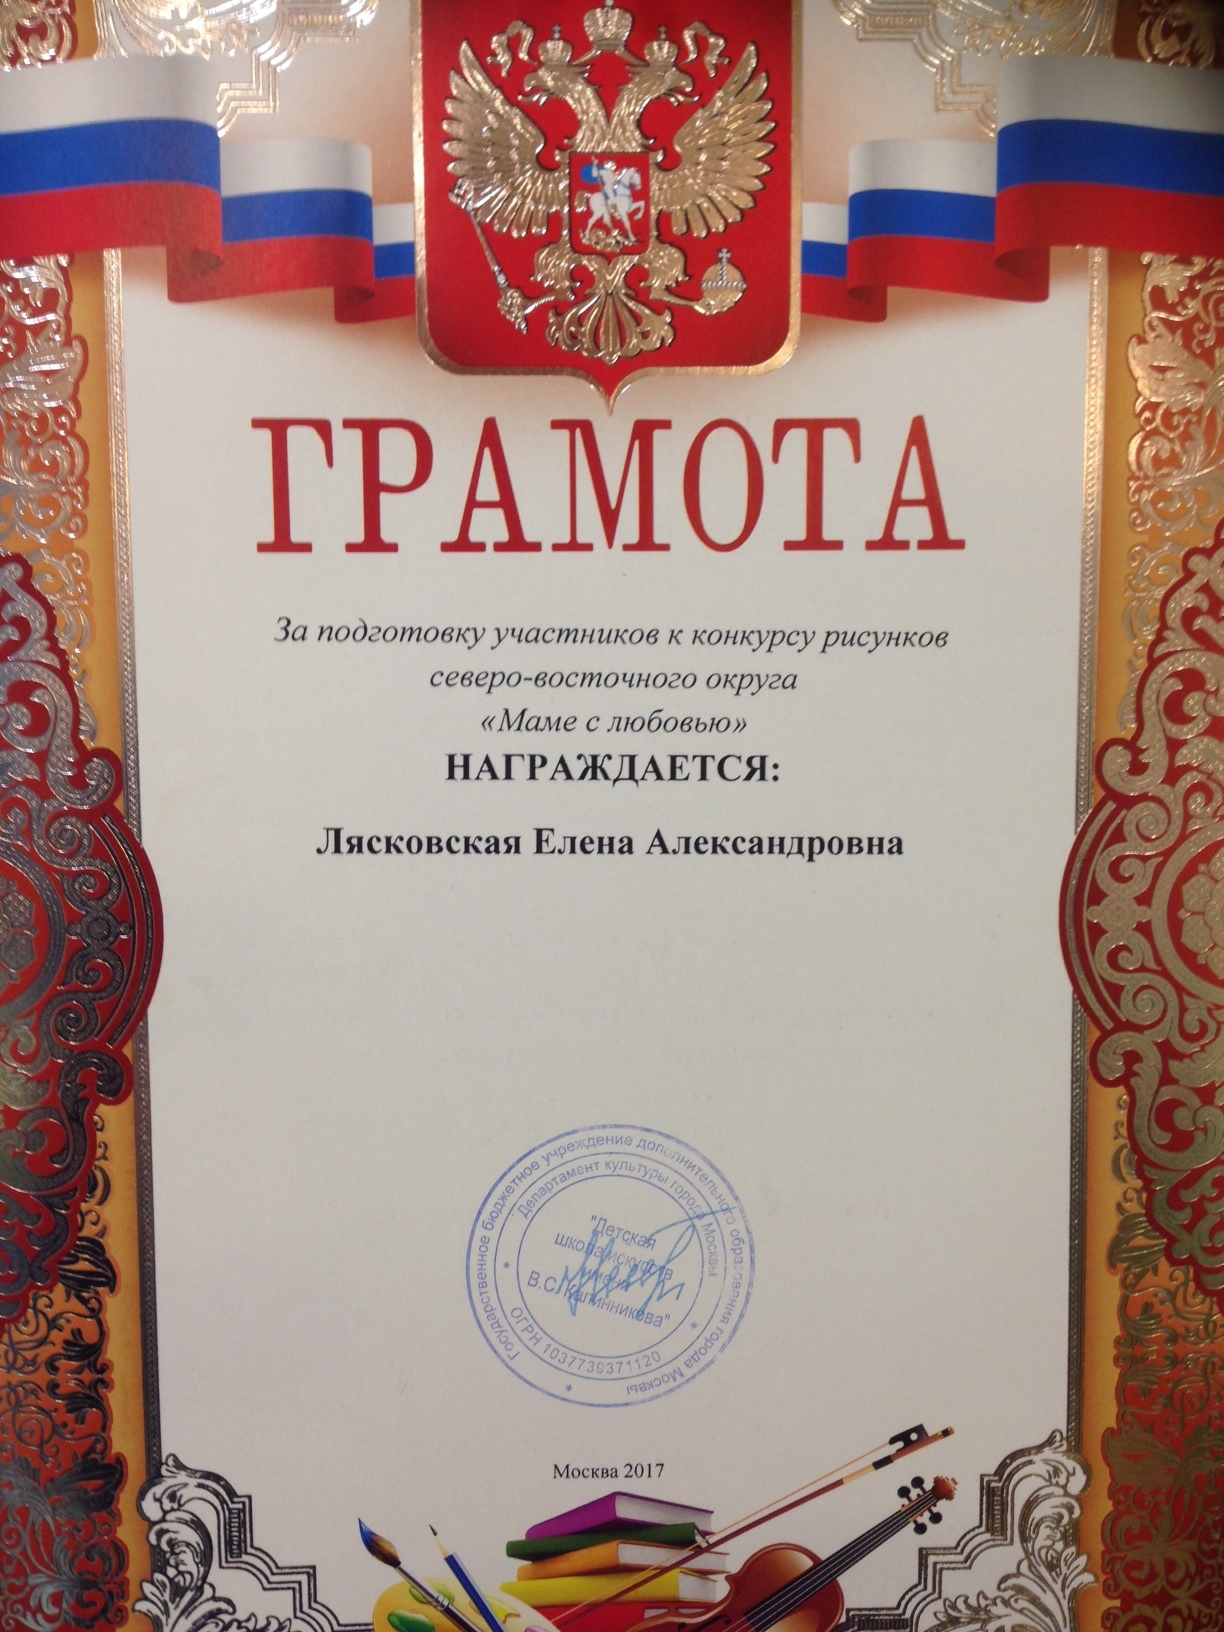 ГРАМОТА
За подготовку участников к конкурсу рисунков
северо-восточного округа
«Маме с любовью»
НАГРАЖДАЕТСЯ:
Лясковская Елена Александровна
Государственное бюджетное учреждение дополнительного образования города Москвы
Департамент культуры города Москвы
"Детская
школа искусств
имени
В.С. Калинникова"
ОГРН 1037739371120
Москва 2017